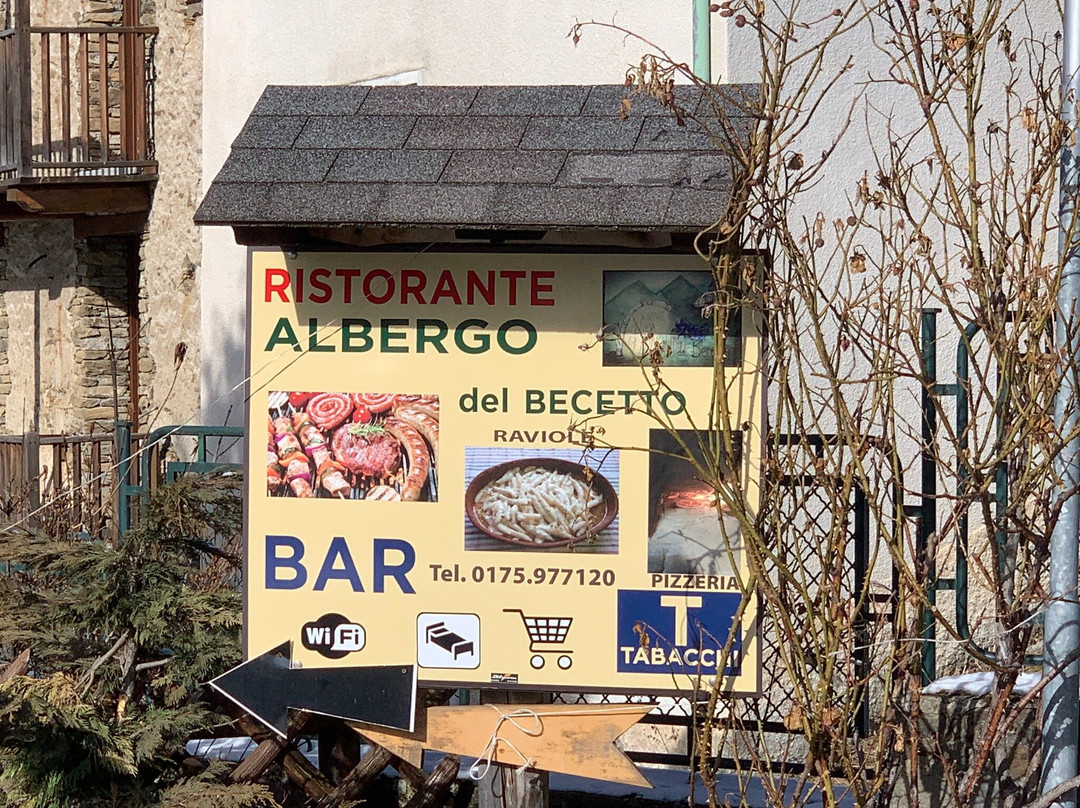 RISTORANTE
ALBERGO
del BECETTO
RAVIOLE
BAR
Tel. 0175.977120
PIZZERIA
WiFi
T
TABACCHI